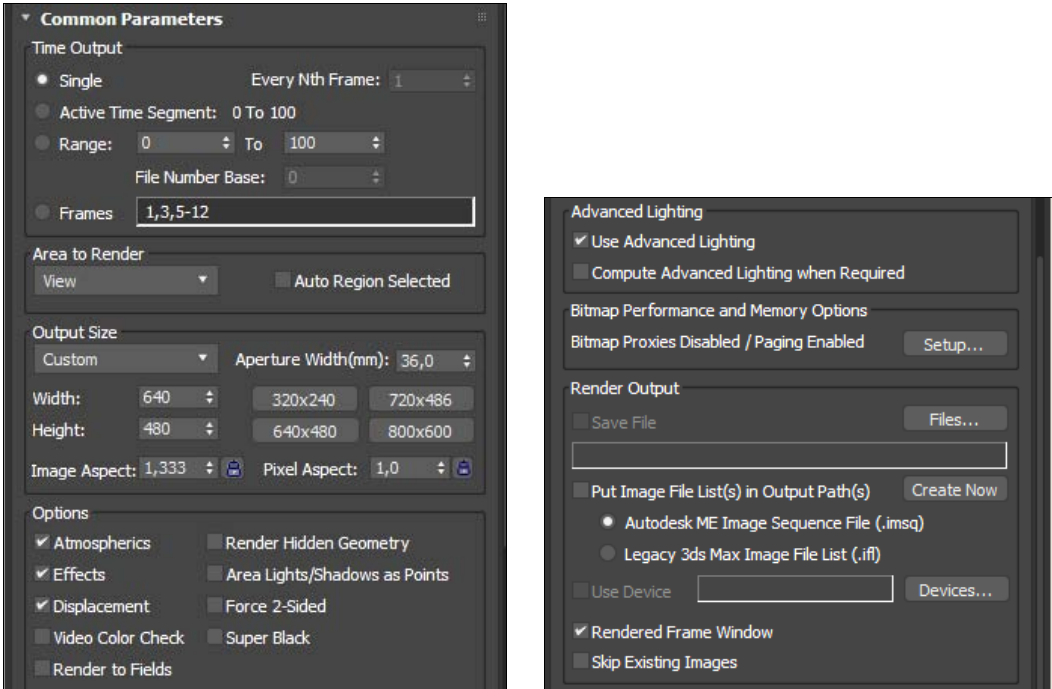 Common Parameters
Time Output
Single Every Nth Frame: 1
Active Time Segment: 0 To 100
Range: 0 To 100
File Number Base: 0
Frames 1,3,5-12
Area to Render
View Auto Region Selected
Output Size
Custom Aperture Width(mm): 36,0
Width: 640 320x240 720x486
Height: 480 640x480 800x600
Image Aspect: 1,333 Pixel Aspect: 1,0
Options
Atmospherics Render Hidden Geometry
Effects Area Lights/Shadows as Points
Displacement Force 2-Sided
Video Color Check Super Black
Render to Fields
Advanced Lighting
Use Advanced Lighting
Compute Advanced Lighting when Required
Bitmap Performance and Memory Options
Bitmap Proxies Disabled / Paging Enabled Setup...
Render Output
Save File Files...
Put Image File List(s) in Output Path(s) Create Now
Autodesk ME Image Sequence File (.imsq)
Legacy 3ds Max Image File List (.ifl)
Use Device Devices...
Rendered Frame Window
Skip Existing Images